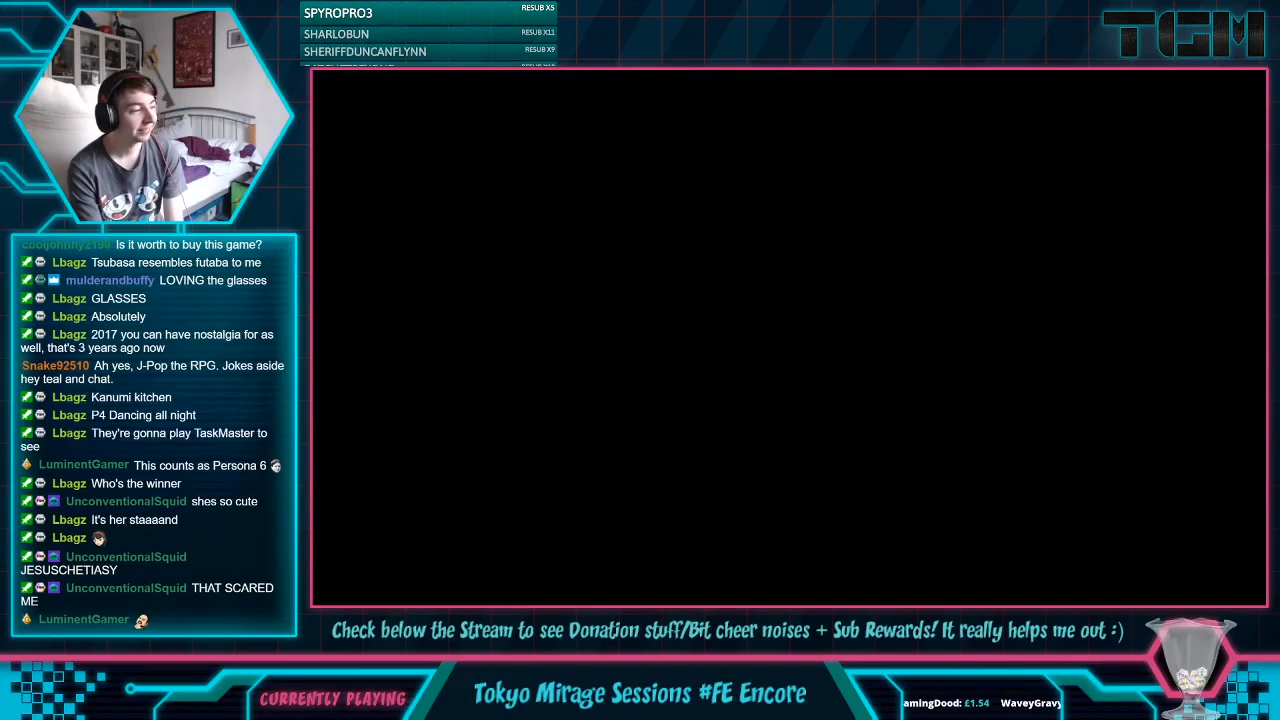 SPYROPRO3 RESUB X5
SHARLOBUN RESUB X11
SHERIFFDUNCANFLYNN RESUB X9
TGM
cooljohnny2190 Is it worth to buy this game?
Lbagz Tsubasa resembles futaba to me
mulderandbuffy LOVING the glasses
Lbagz GLASSES
Lbagz Absolutely
Lbagz 2017 you can have nostalgia for as
well, that's 3 years ago now
Snake92510 Ah yes, J-Pop the RPG. Jokes aside
hey teal and chat.
Lbagz Kanumi kitchen
Lbagz P4 Dancing all night
Lbagz They're gonna play TaskMaster to
see
LuminentGamer This counts as Persona 6
Lbagz Who's the winner
UnconventionalSquid shes so cute
Lbagz It's her staaaand
Lbagz
UnconventionalSquid
JESUSCHETIASY
UnconventionalSquid THAT SCARED
ME
LuminentGamer
Check below the Stream to see Donation stuff/Bit cheer noises + Sub Rewards! It really helps me out :)
CURRENTLY PLAYING
Tokyo Mirage Sessions #FE Encore
amingDood: £1.54 WaveyGravy